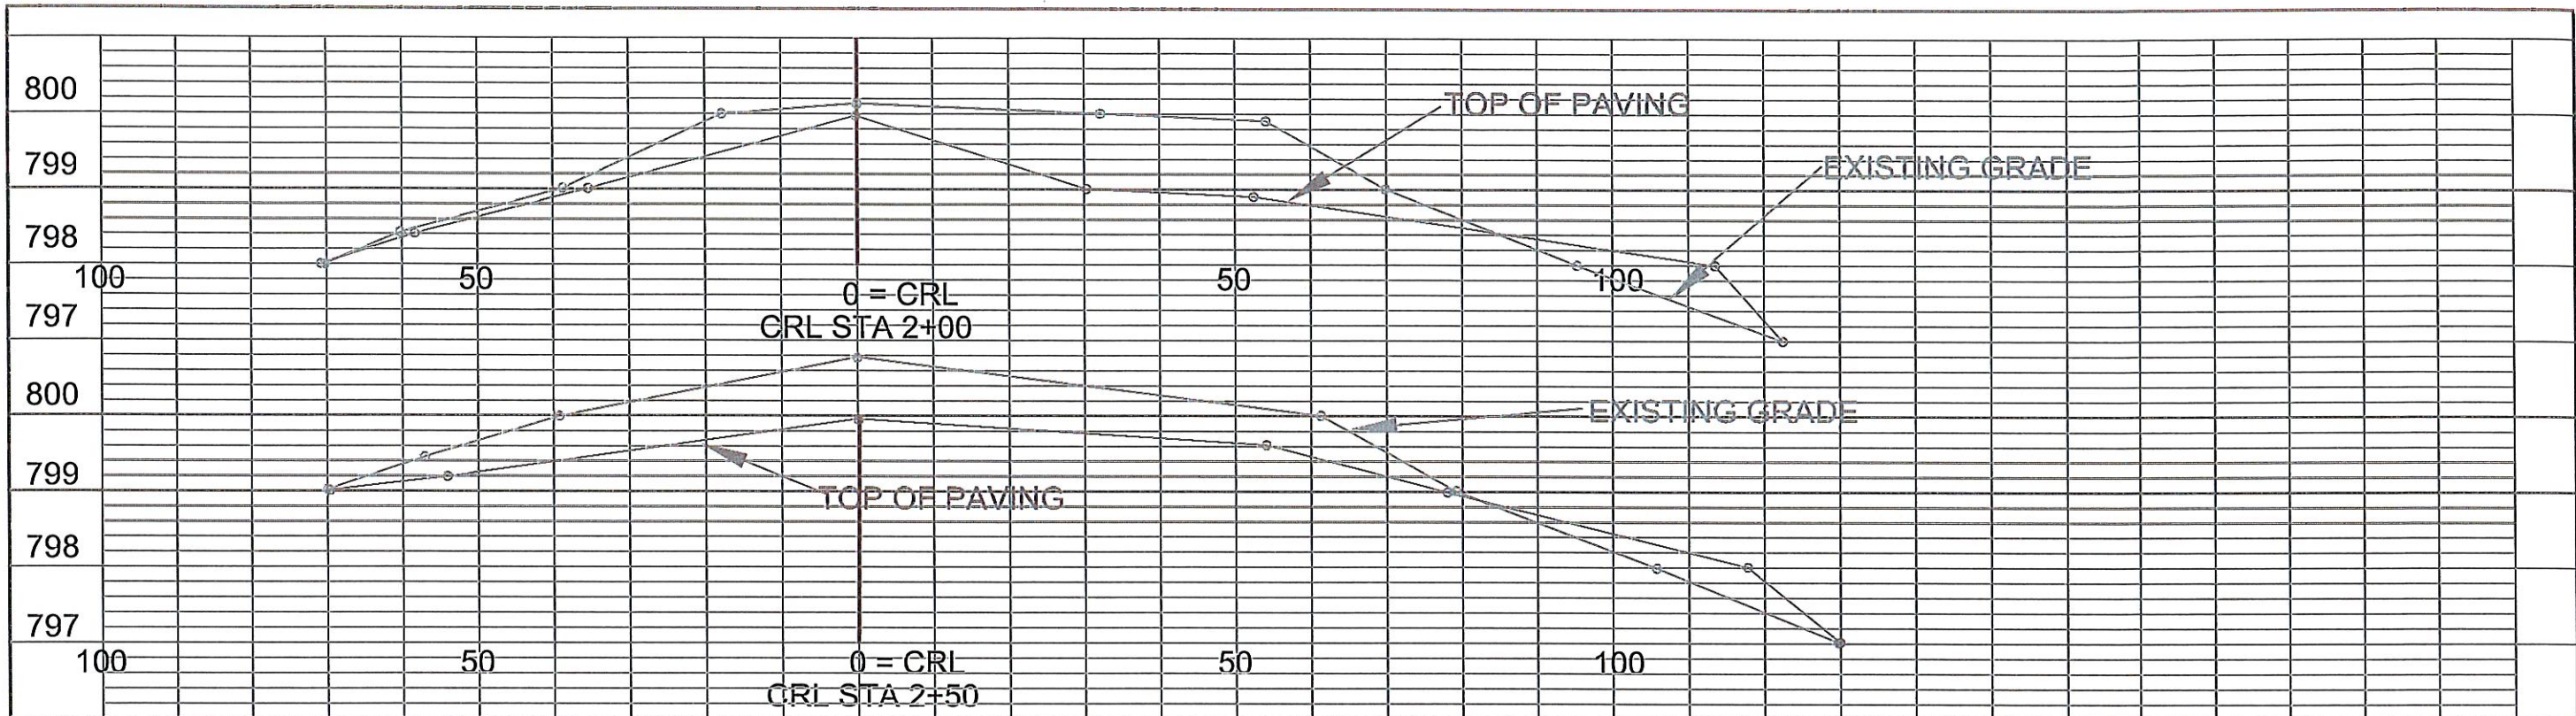 800
TOP OF PAVING
799
EXISTING GRADE
798
100 50 0 = CRL 50 100
797
CRL STA 2+00
800
EXISTING GRADE
799
TOP OF PAVING
798
797
100 50 0 = CRL 50 100
CRL STA 2+50